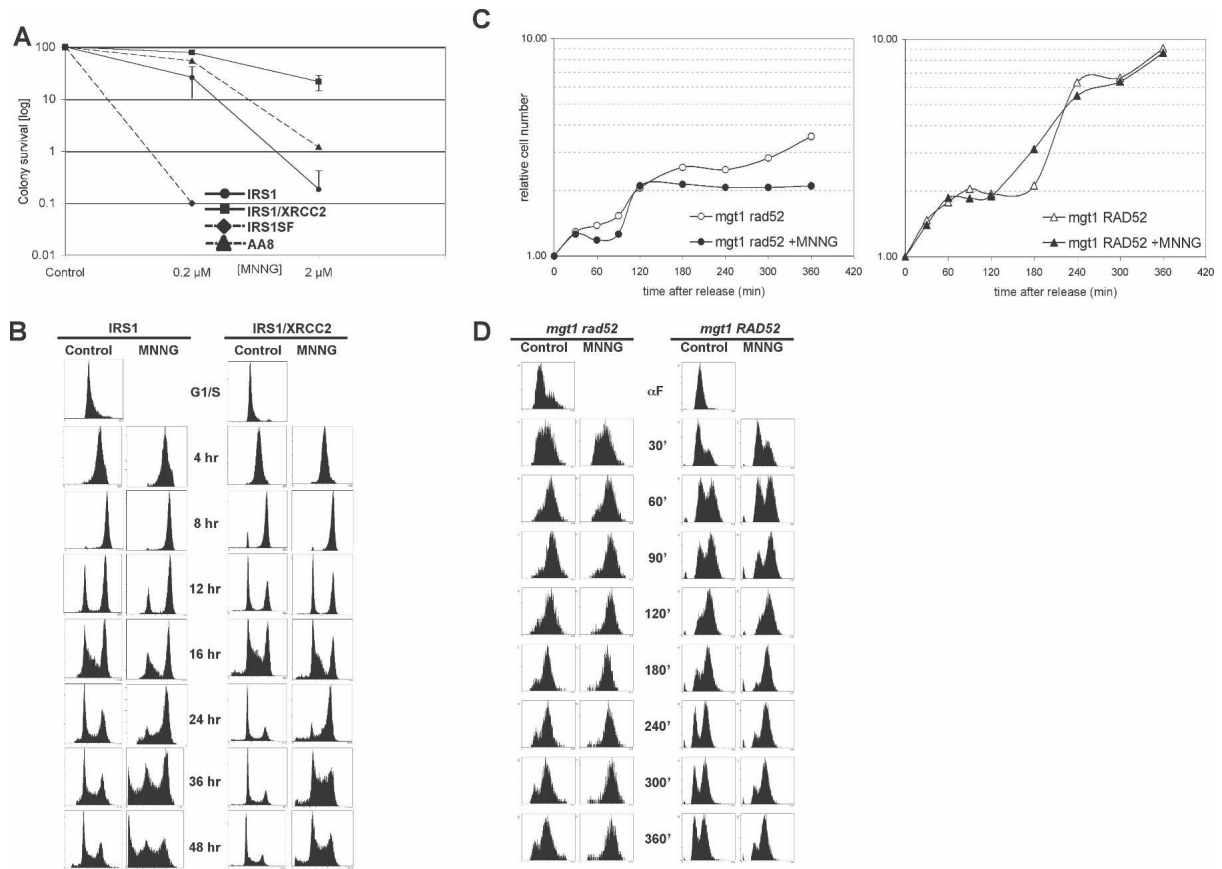 A
Colony survival [log]
100
10
1
0.1
0.01
IRS1
IRS1/XRCC2
IRS1SF
AA8
Control
0.2 µM
[MNNG]
2 µM
B
IRS1
IRS1/XRCC2
Control
MNNG
Control
MNNG
G1/S
4 hr
8 hr
12 hr
16 hr
24 hr
36 hr
48 hr
C
10.00
relative cell number
1.00
mgt1 rad52
mgt1 rad52 +MNNG
0
60
120
180
240
300
360
420
time after release (min)
10.00
1.00
mgt1 RAD52
mgt1 RAD52 +MNNG
0
60
120
180
240
300
360
420
time after release (min)
D
mgt1 rad52
mgt1 RAD52
Control
MNNG
Control
MNNG
αF
30'
60'
90'
120'
180'
240'
300'
360'